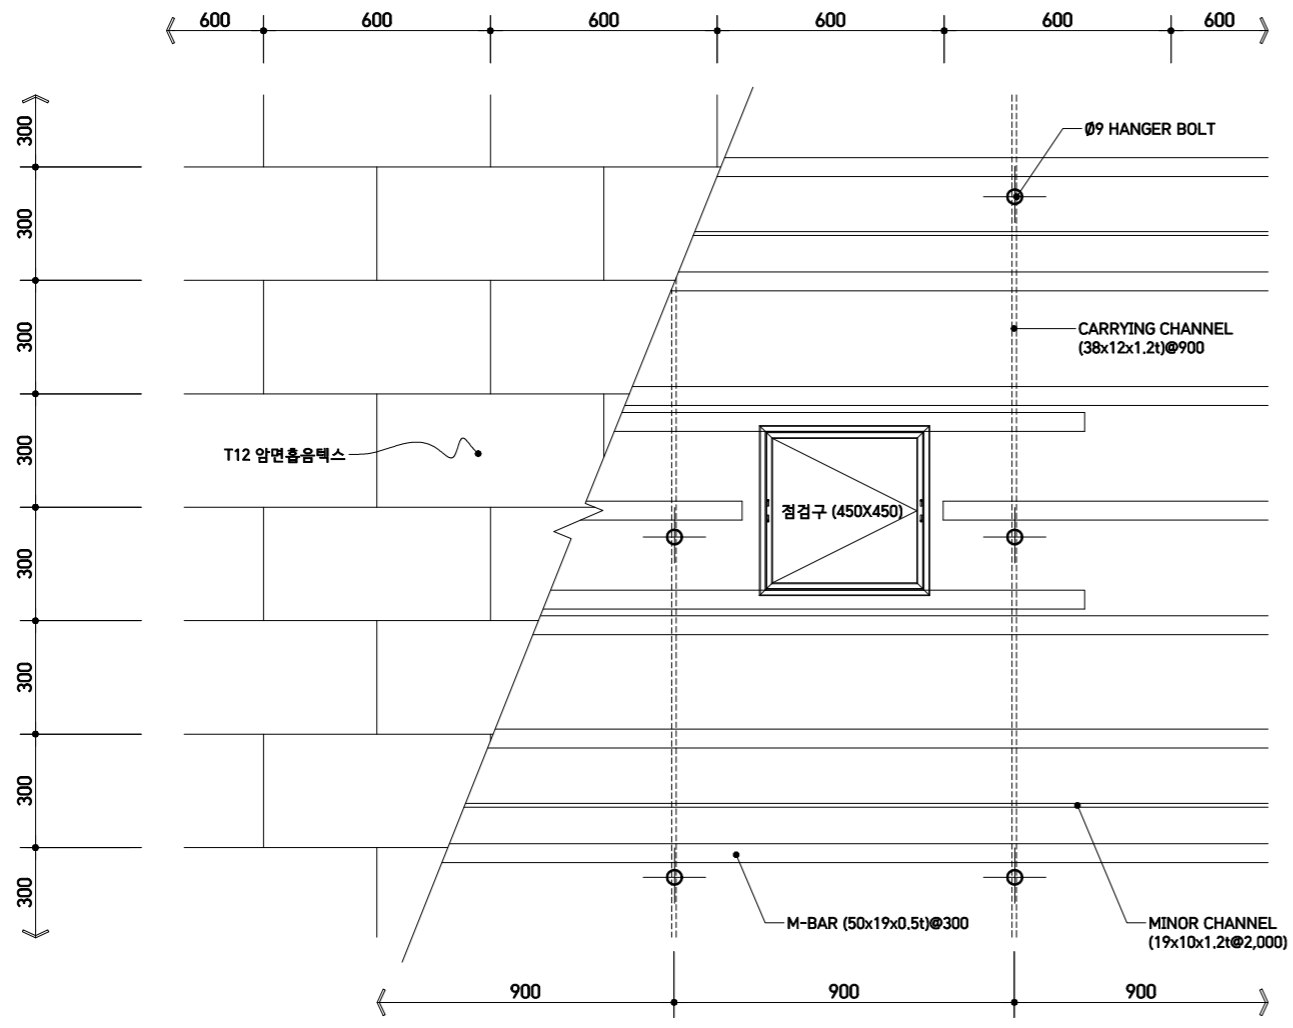 600
600
600
600
600
600
300
300
300
300
300
300
300
300
Ø9 HANGER BOLT
CARRYING CHANNEL
(38x12x1.2t)@900
T12 암면흡음텍스
점검구 (450X450)
M-BAR (50x19x0.5t)@300
MINOR CHANNEL
(19x10x1.2t@2,000)
900
900
900